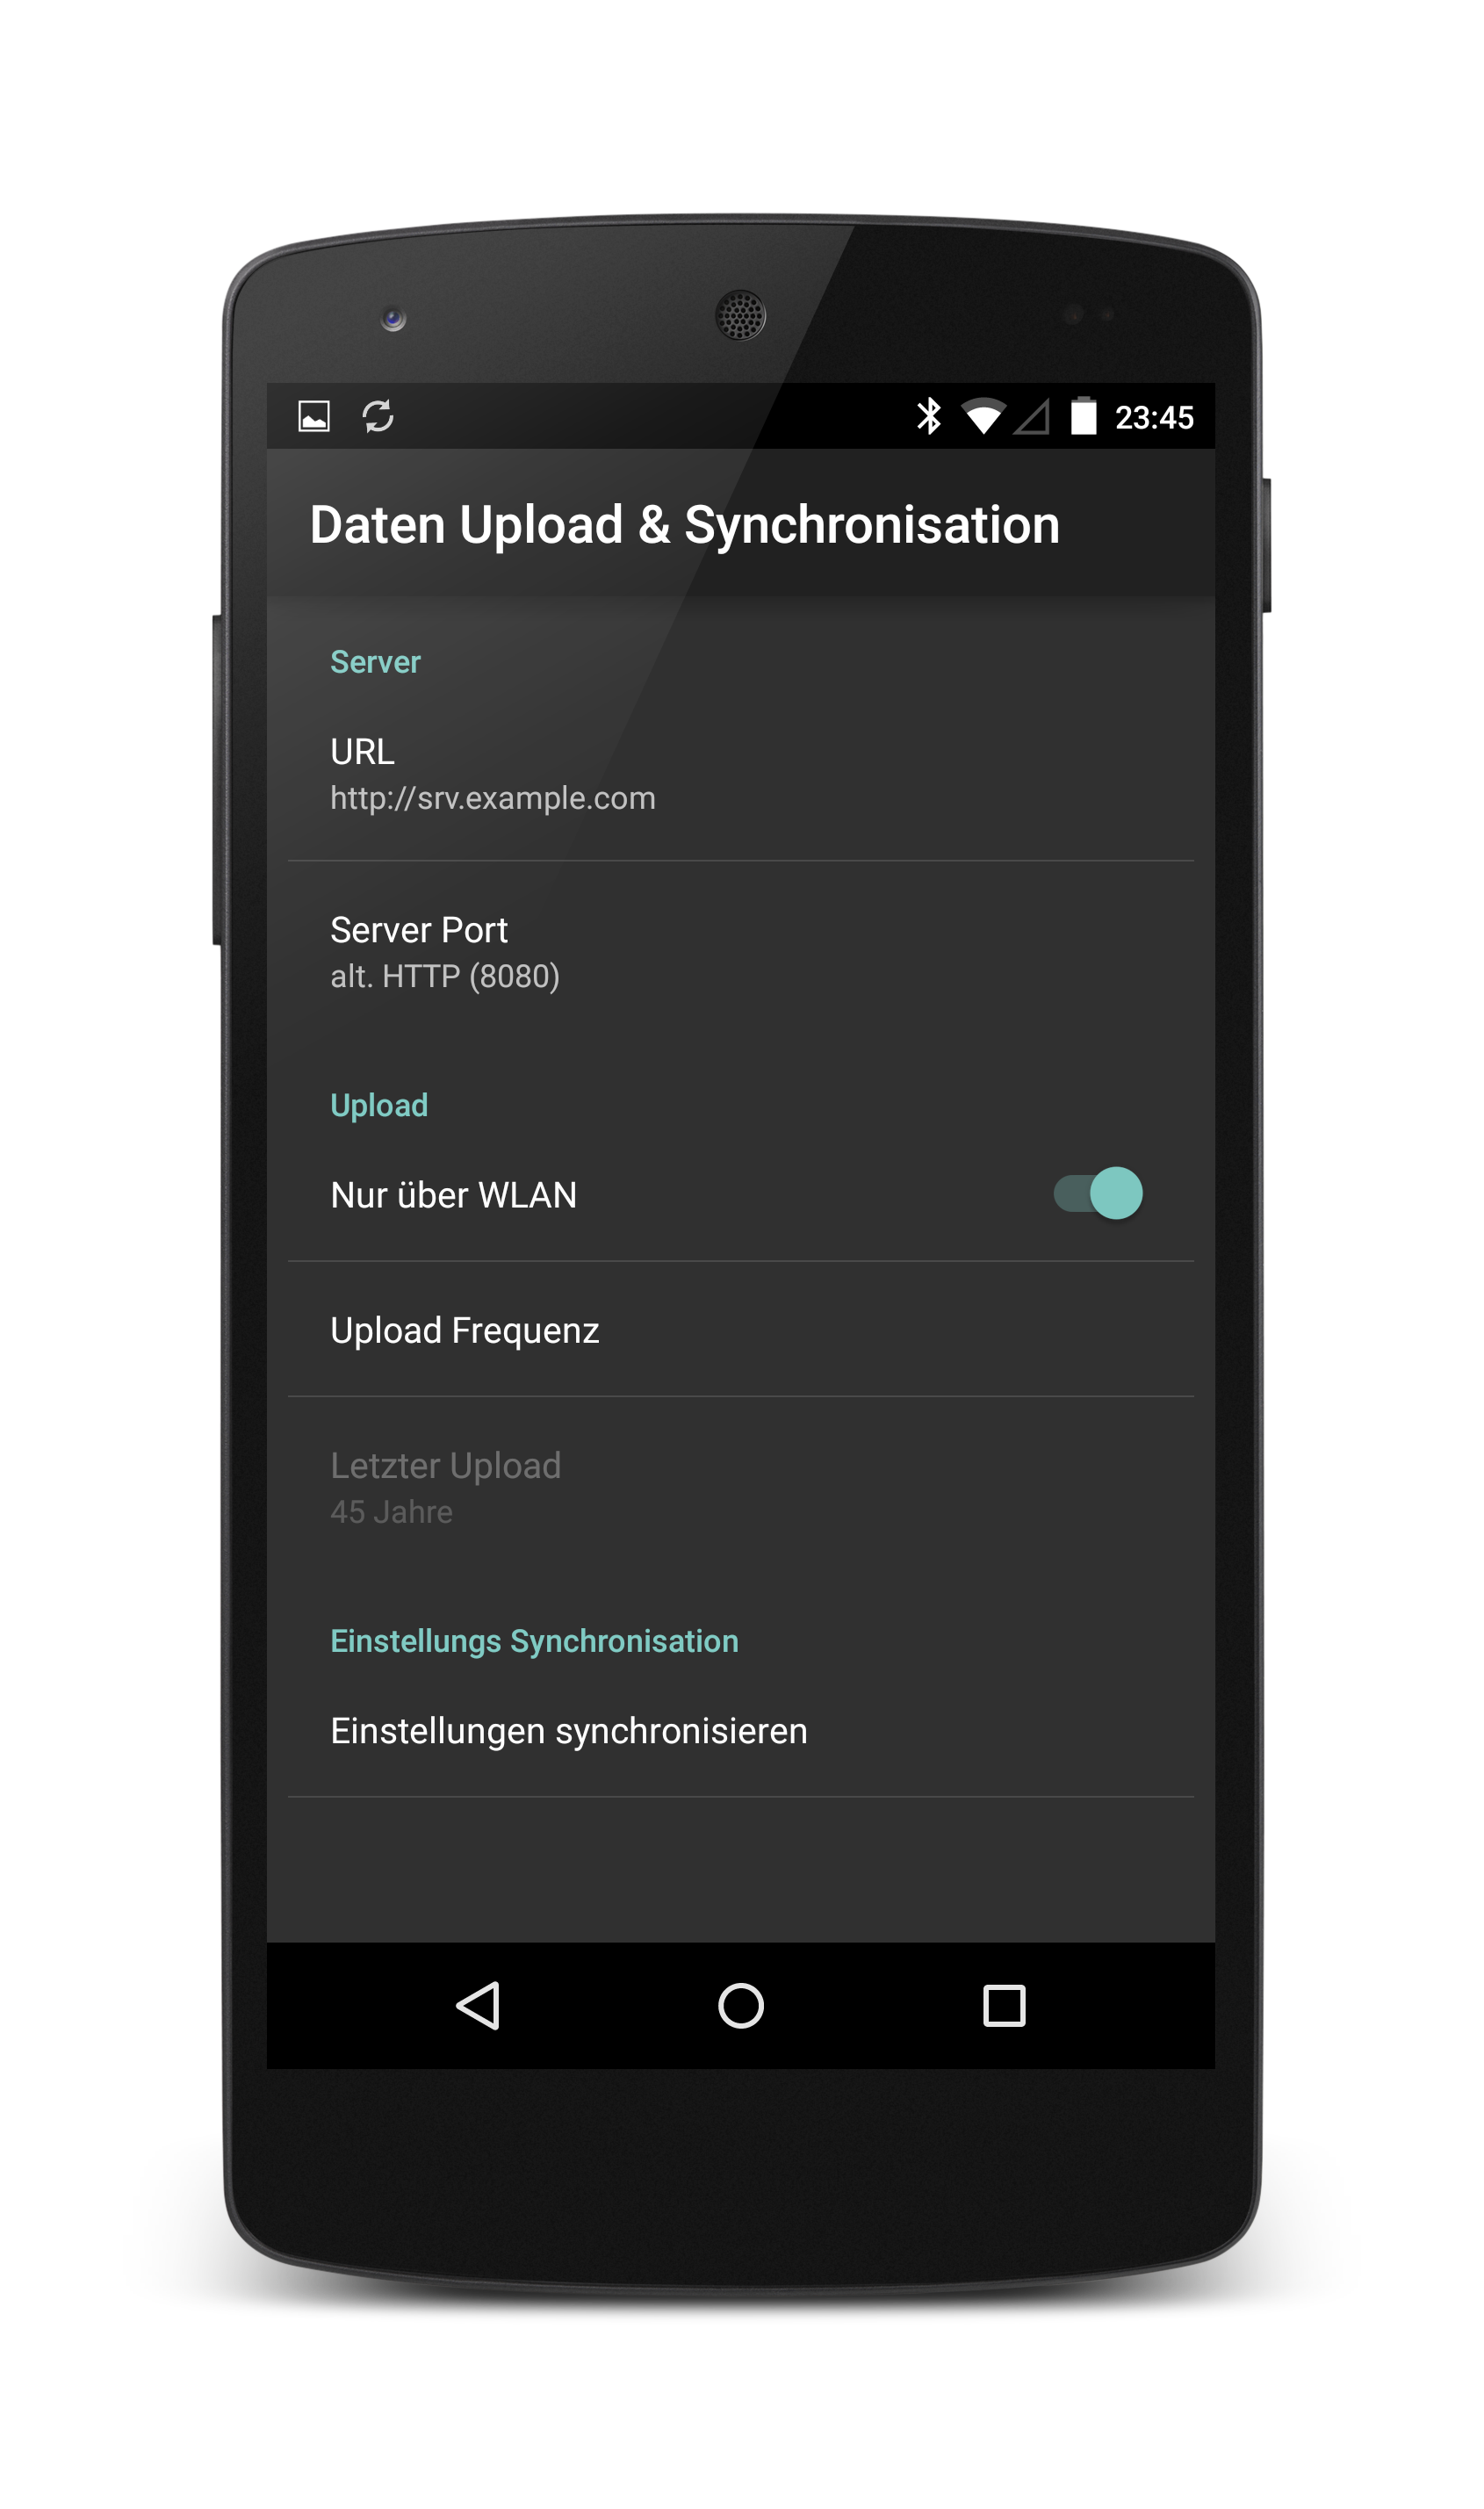 23:45
Daten Upload & Synchronisation
Server
URL
http://srv.example.com
Server Port
alt. HTTP (8080)
Upload
Nur über WLAN
Upload Frequenz
Letzter Upload
45 Jahre
Einstellungs Synchronisation
Einstellungen synchronisieren